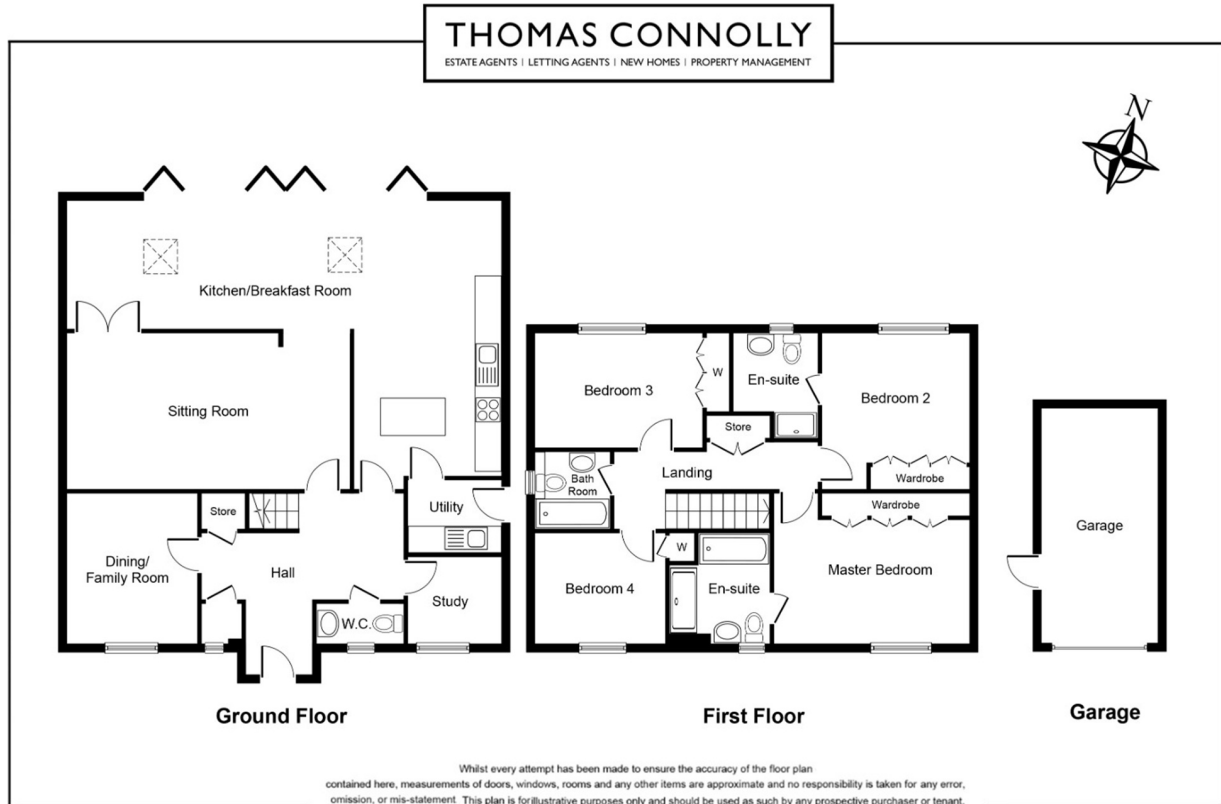 THOMAS CONNOLLY
ESTATE AGENTS | LETTING AGENTS | NEW HOMES | PROPERTY MANAGEMENT
N
Kitchen/Breakfast Room
Sitting Room
Store
Utility
Dining/
Family Room
Hall
Study
W.C.
Ground Floor
Bedroom 3
W
En-suite
Bedroom 2
Store
Landing
Bath
Room
Wardrobe
Wardrobe
W
Bedroom 4
En-suite
Master Bedroom
First Floor
Garage
Garage
Whilst every attempt has been made to ensure the accuracy of the floor plan
contained here, measurements of doors, windows, rooms and any other items are approximate and no responsibility is taken for any error,
omission, or mis-statement. This plan is forillustrative purposes only and should be used as such by any prospective purchaser or tenant.